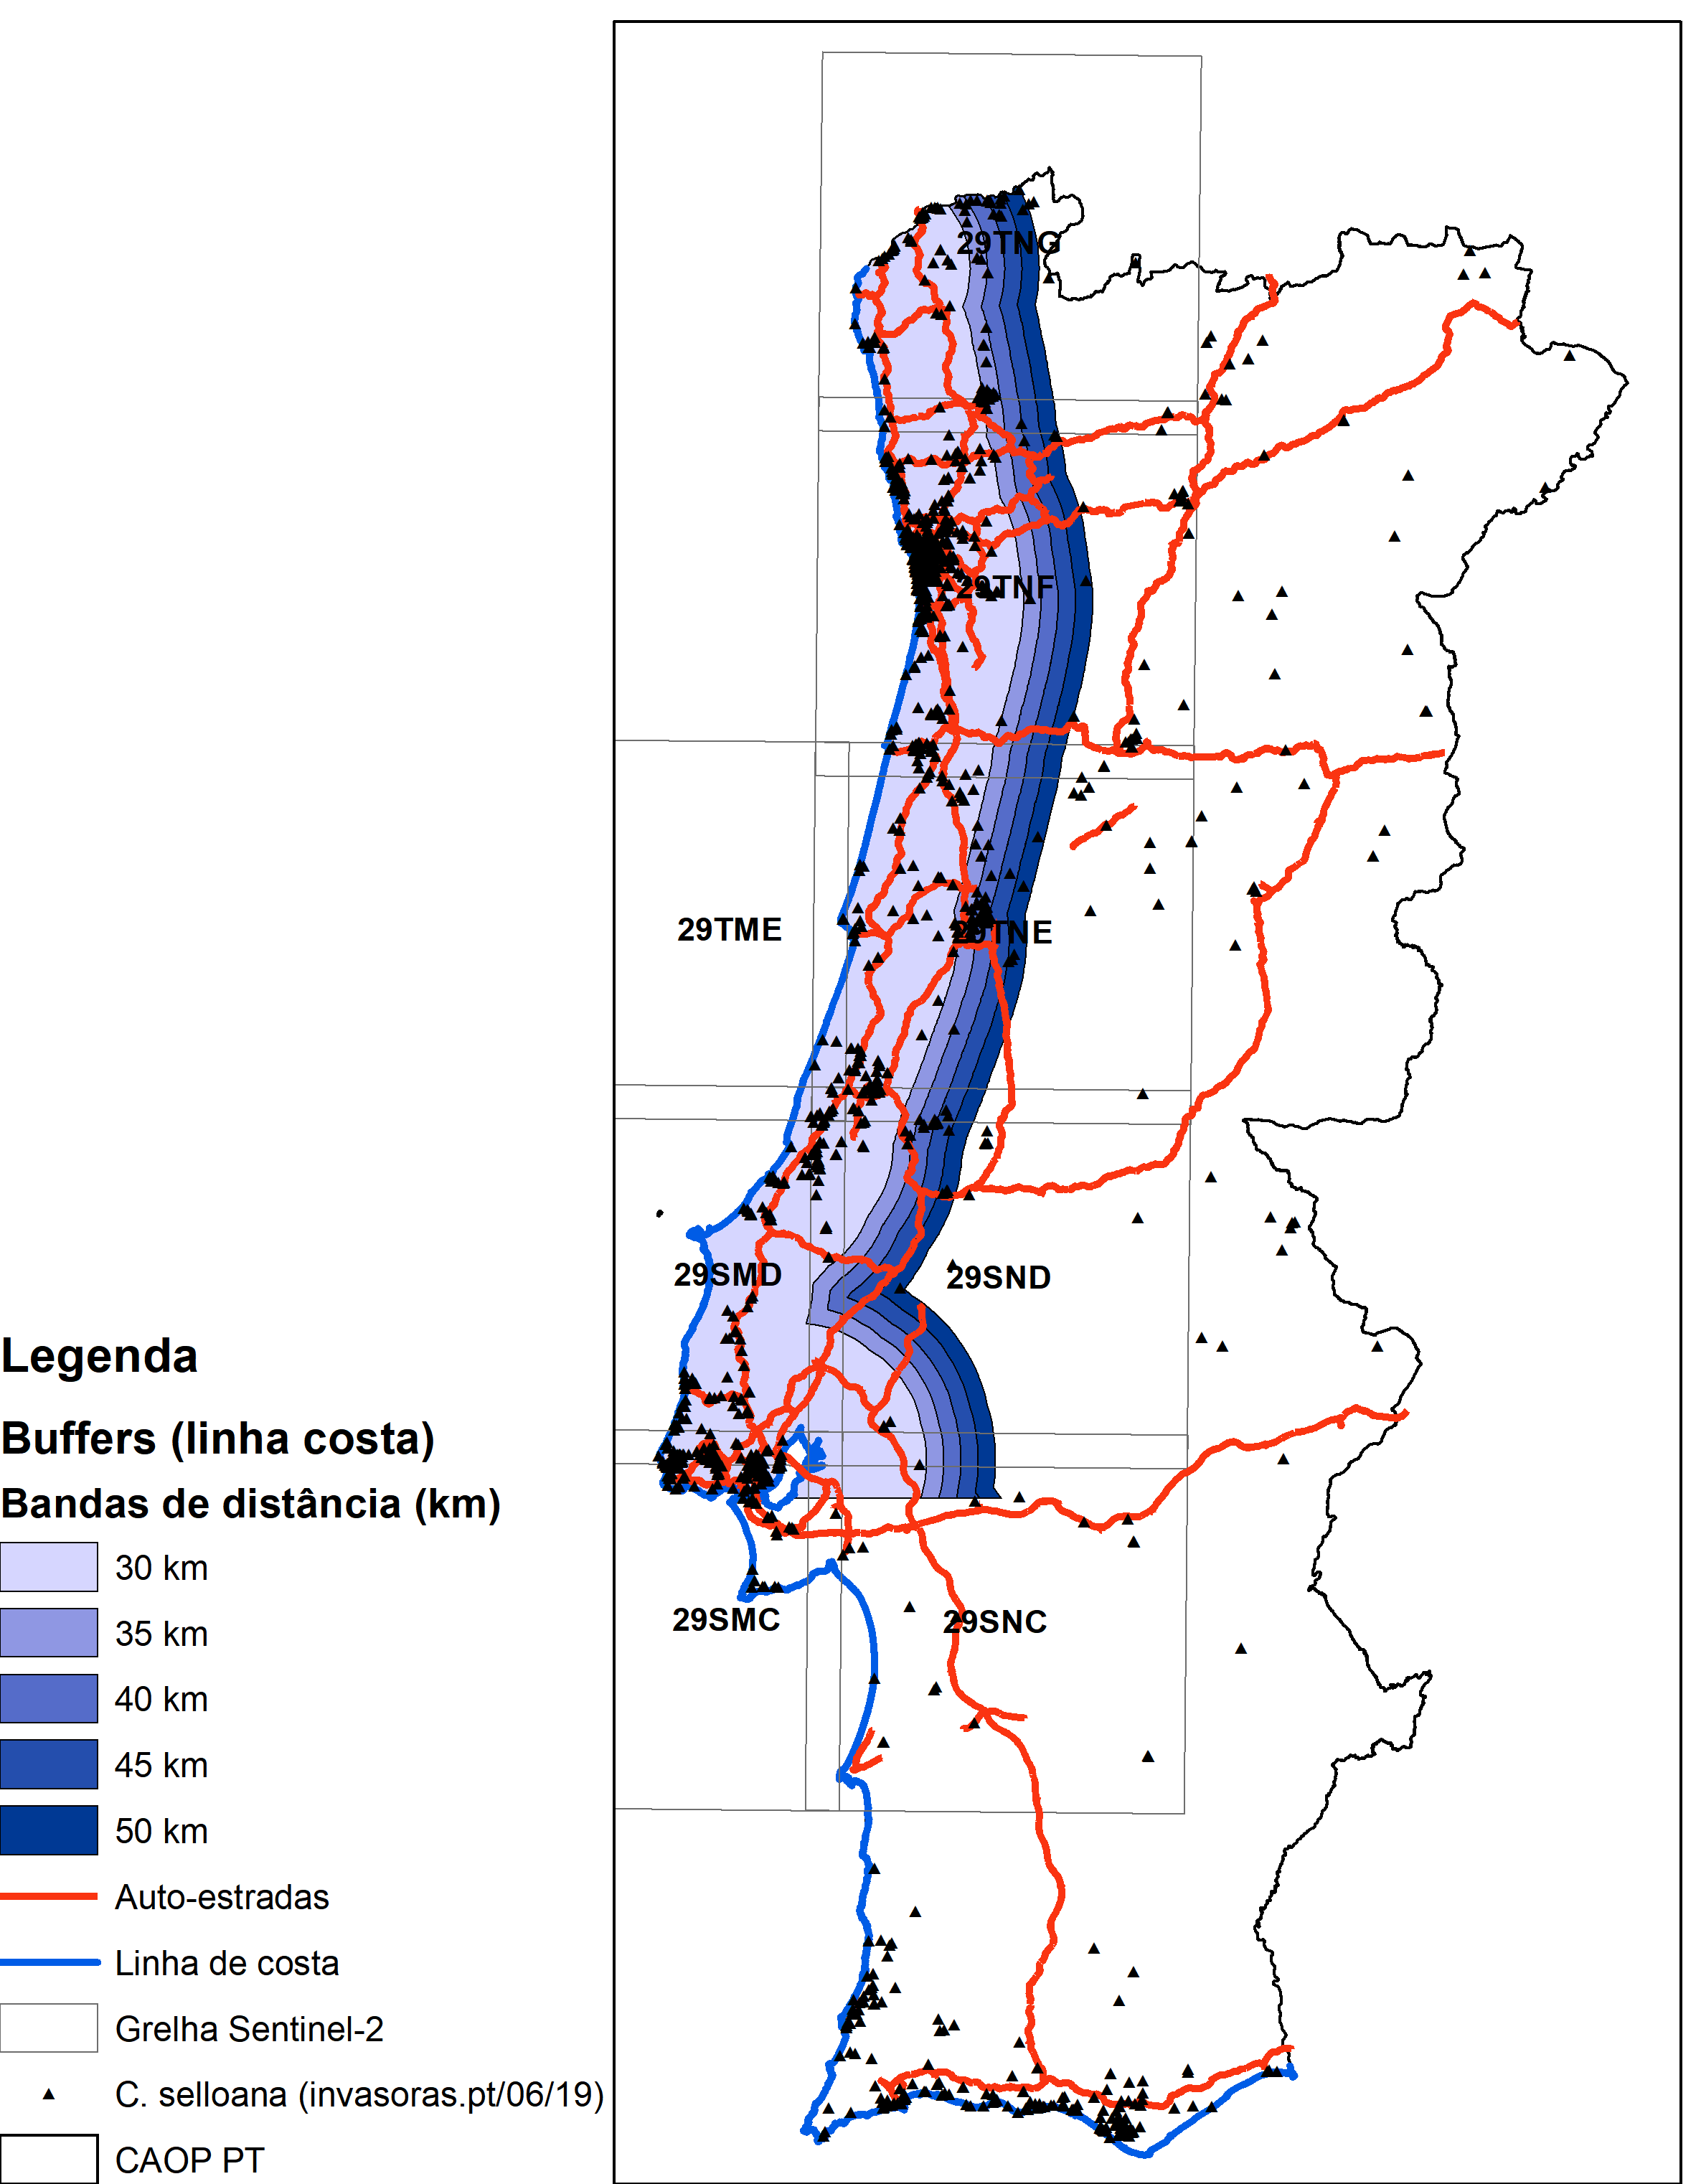 29TNG
29TNF
29TME
29TNE
29SMD
29SND
29SMC
29SNC
Legenda
Buffers (linha costa)
Bandas de distância (km)
30 km
35 km
40 km
45 km
50 km
Auto-estradas
Linha de costa
Grelha Sentinel-2
C. selloana (invasoras.pt/06/19)
CAOP PT